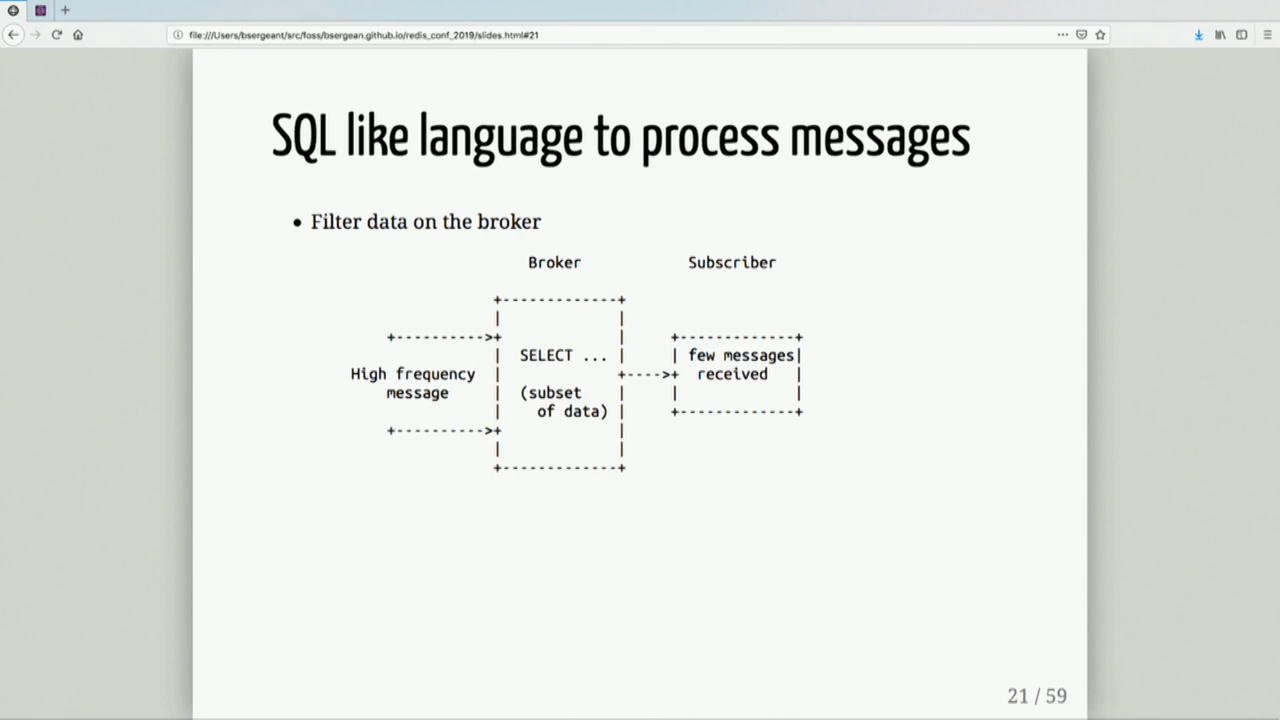 file:///Users/bsergeant/src/foss/bsergean.github.io/redis_conf_2019/slides.html#21
SQL like language to process messages
• Filter data on the broker
Broker Subscriber
+-------------+
| |
+---------->+ | +-------------+
| SELECT ... | | few messages|
High frequency | +---->+ received |
message | (subset | | |
| of data) | +-------------+
+---------->+ |
| |
+-------------+
21 / 59